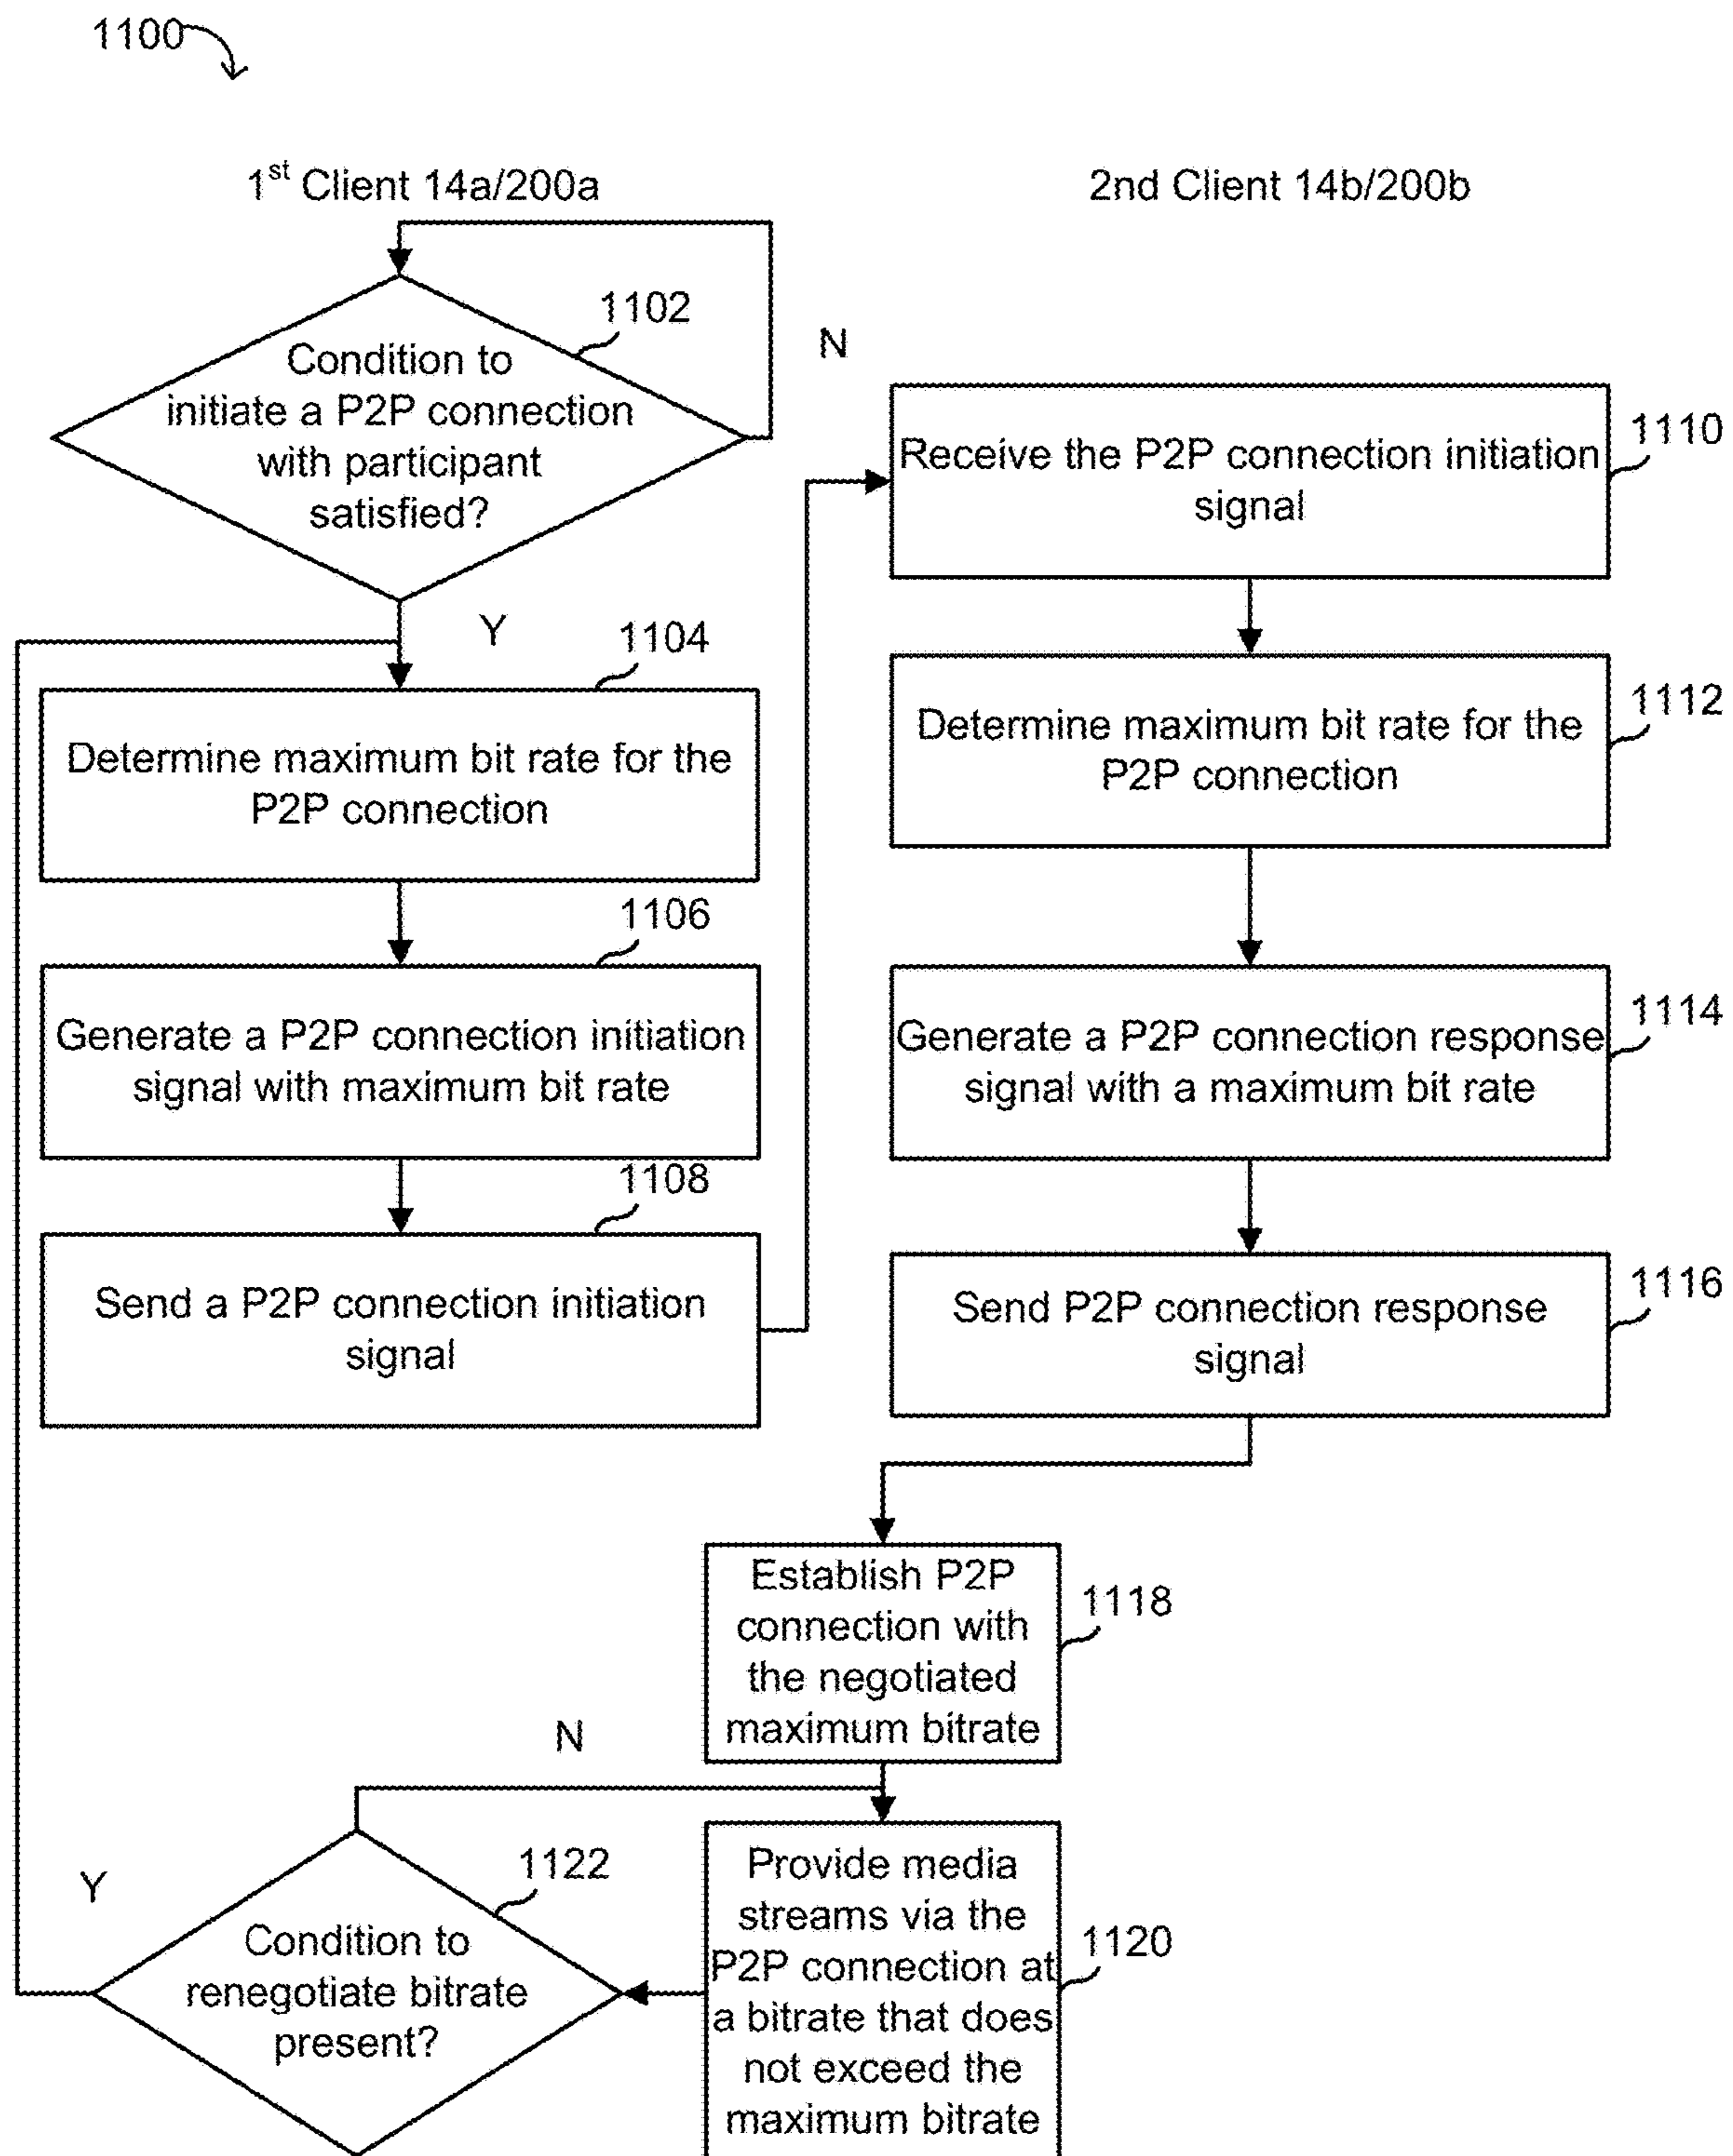 1100
1st Client 14a/200a
2nd Client 14b/200b
1102
Condition to
initiate a P2P connection
with participant
satisfied?
N
Y
1104
Determine maximum bit rate for the
P2P connection
1106
Generate a P2P connection initiation
signal with maximum bit rate
1108
Send a P2P connection initiation
signal
1110
Receive the P2P connection initiation
signal
1112
Determine maximum bit rate for the
P2P connection
1114
Generate a P2P connection response
signal with a maximum bit rate
1116
Send P2P connection response
signal
1118
Establish P2P
connection with
the negotiated
maximum bitrate
N
1120
Provide media
streams via the
P2P connection at
a bitrate that does
not exceed the
maximum bitrate
Y
1122
Condition to
renegotiate bitrate
present?